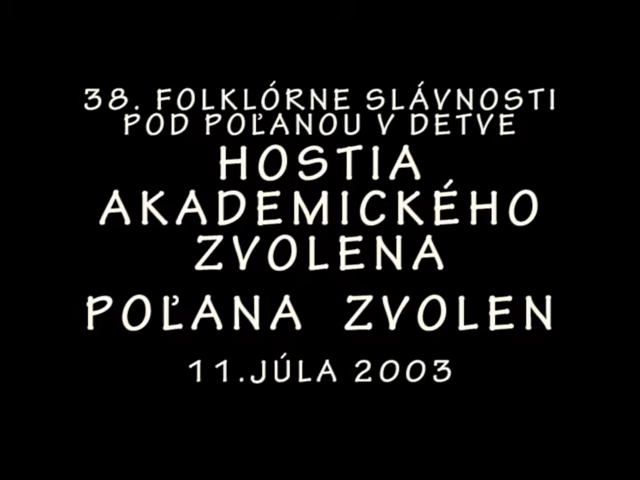 38. FOLKLÓRNE SLÁVNOSTI
POD POĽANOU V DETVE
HOSTIA
AKADEMICKÉHO
ZVOLENA
POĽANA ZVOLEN
11.JÚLA 2003